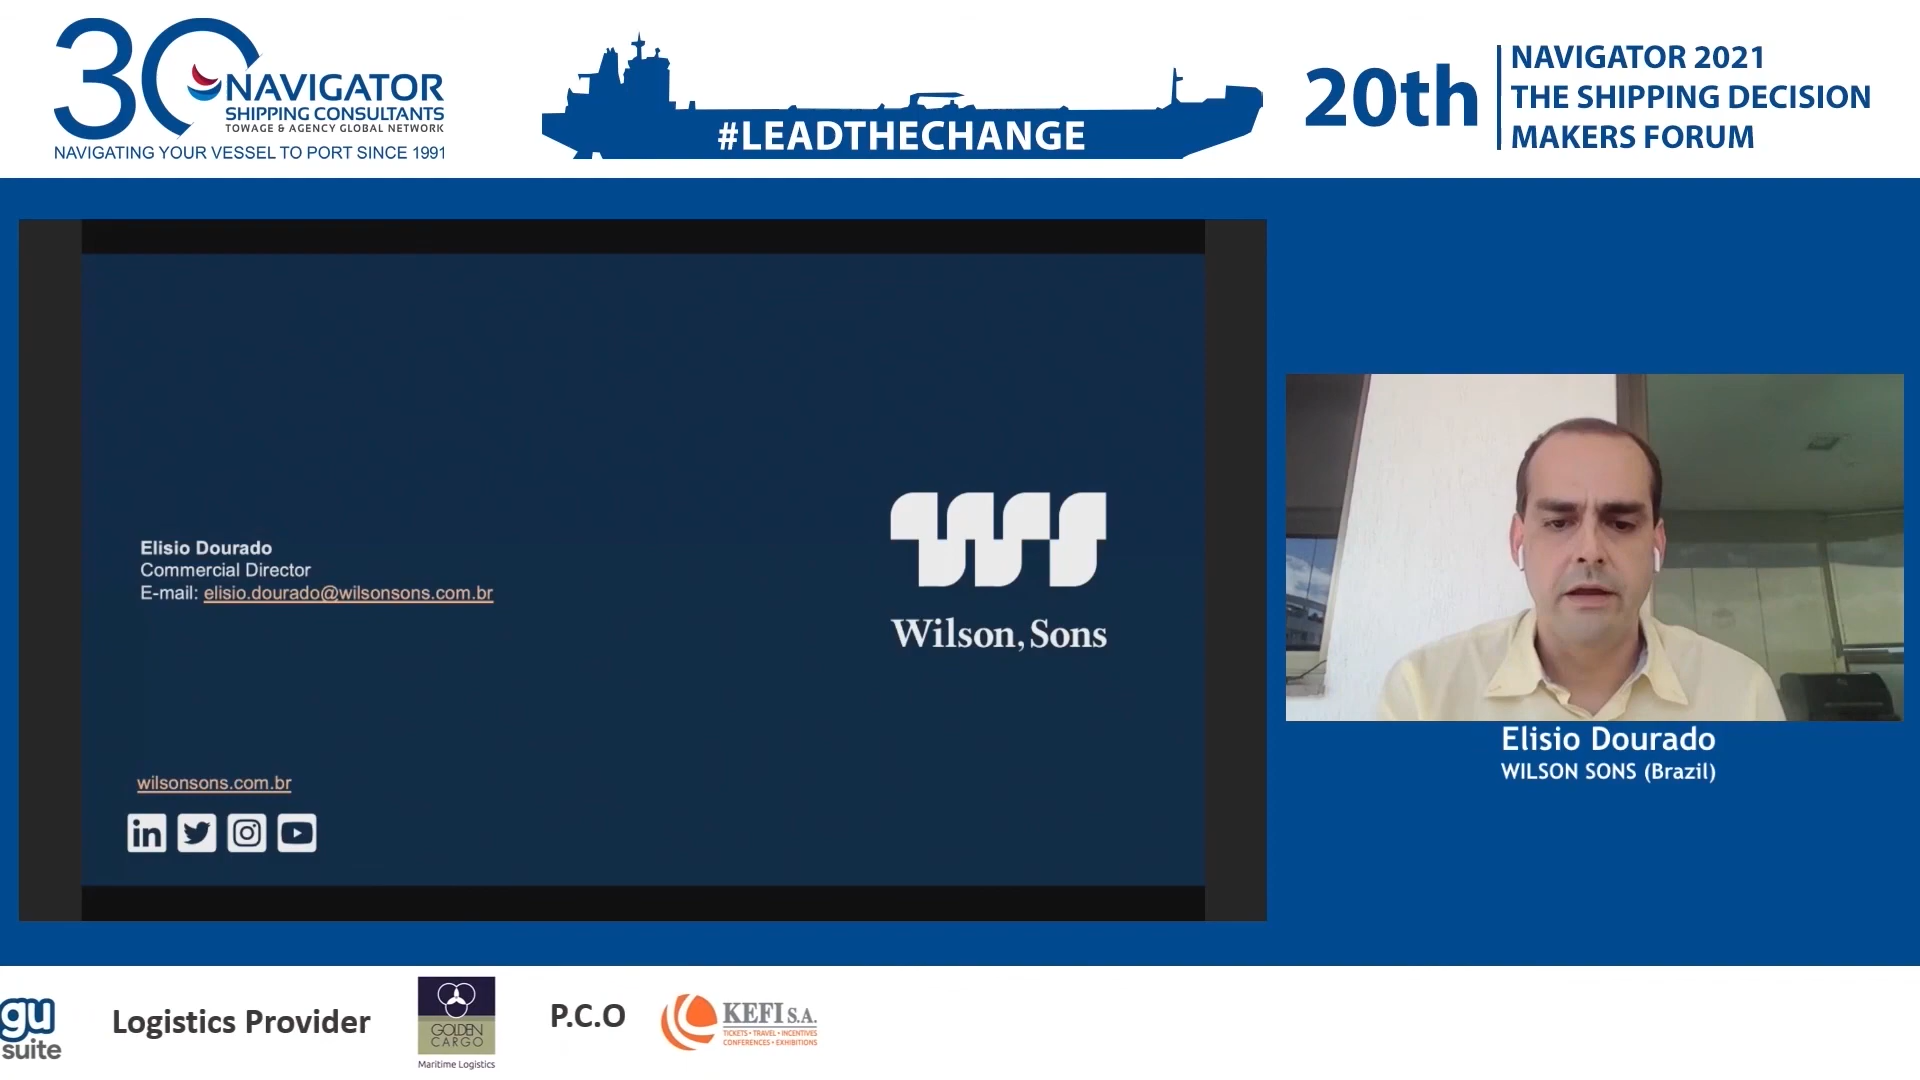 30
NAVIGATOR
SHIPPING CONSULTANTS
TOWAGE & AGENCY GLOBAL NETWORK
NAVIGATING YOUR VESSEL TO PORT SINCE 1991
#LEADTHECHANGE
20th
NAVIGATOR 2021
THE SHIPPING DECISION
MAKERS FORUM
Elisio Dourado
Commercial Director
E-mail: elisio.dourado@wilsonsons.com.br
WS
Wilson, Sons
wilsonsons.com.br
in
Elisio Dourado
WILSON SONS (Brazil)
gu
suite
Logistics Provider
GOLDEN
CARGO
Maritime Logistics
P.C.O
KEFI S.A.
TICKETS • TRAVEL • INCENTIVES
CONFERENCES • EXHIBITIONS